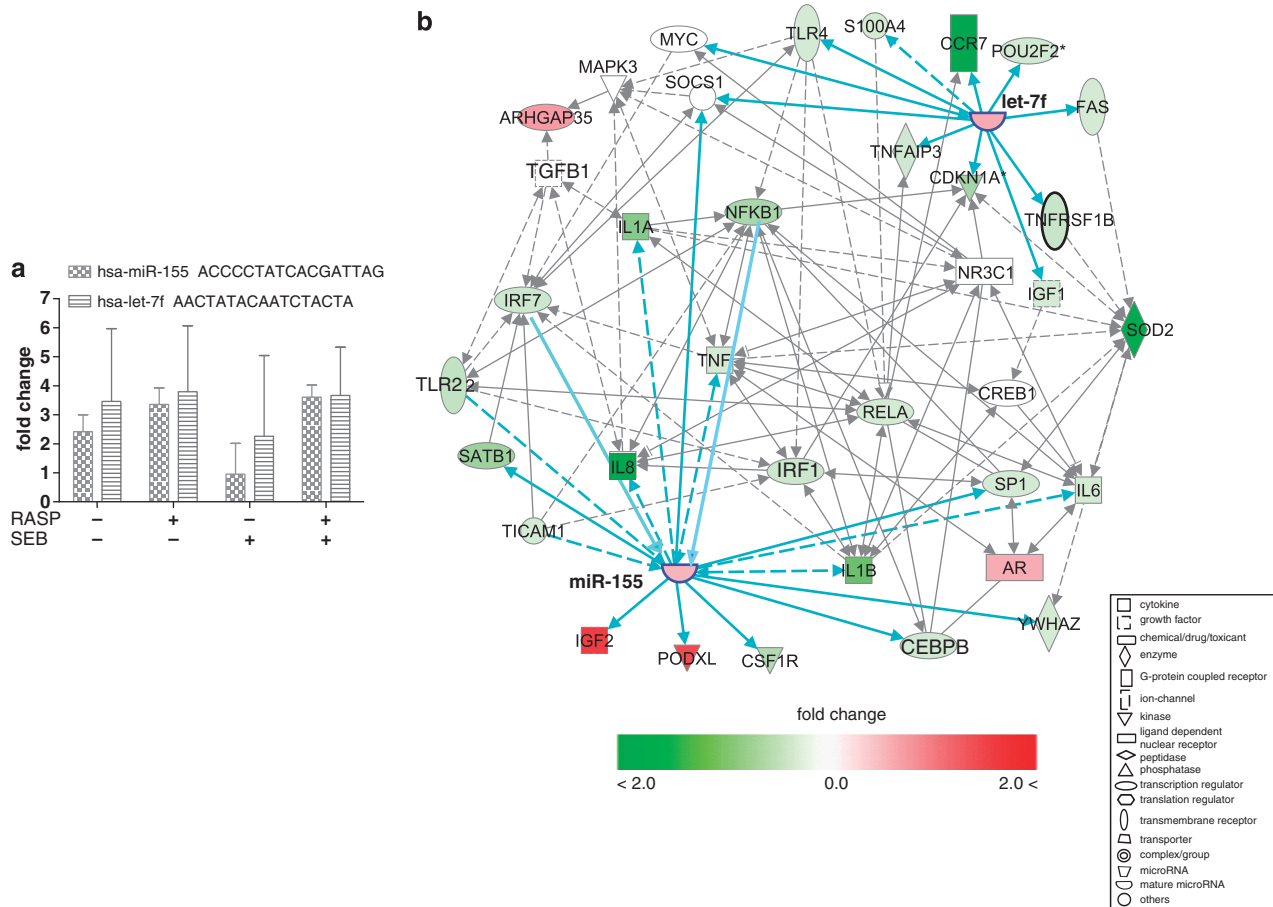 a
hsa-miR-155 ACCCCTATCACGATTAG
hsa-let-7f AACTATACAATCTACTA
fold change
7
6
5
4
3
2
1
0
RASP – + – +
SEB – – + +
b
MYC
TLR4
S100A4
CCR7
POU2F2*
MAPK3
SOCS1
let-7f
FAS
ARHGAP35
TNFAIP3
TGFB1
CDKN1A*
IL1A
NFKB1
TNFRSF1B
NR3C1
IGF1
IRF7
SOD2
TNF
TLR2 2
CREB1
RELA
SATB1
IL8
IRF1
SP1
IL6
TICAM1
miR-155
IL1B
AR
IGF2
PODXL
CSF1R
CEBPB
YWHAZ
fold change
< 2.0 0.0 2.0 <
cytokine
growth factor
chemical/drug/toxicant
enzyme
G-protein coupled receptor
ion-channel
kinase
ligand dependent
nuclear receptor
peptidase
phosphatase
transcription regulator
translation regulator
transmembrane receptor
transporter
complex/group
microRNA
mature microRNA
others